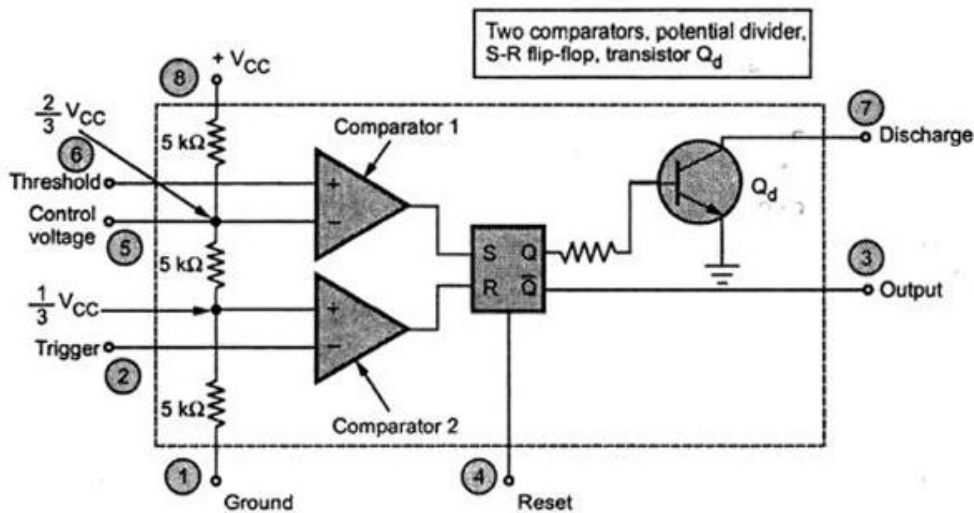 Two comparators, potential divider,
S-R flip-flop, transistor Qd
+ VCC
8
2/3 VCC
5 kΩ
Comparator 1
7
Discharge
6
Threshold
+
Qd
Control
voltage
−
5
5 kΩ
S Q
R Q̅
3
Output
1/3 VCC
+
Trigger
−
2
5 kΩ
Comparator 2
1
Ground
4
Reset